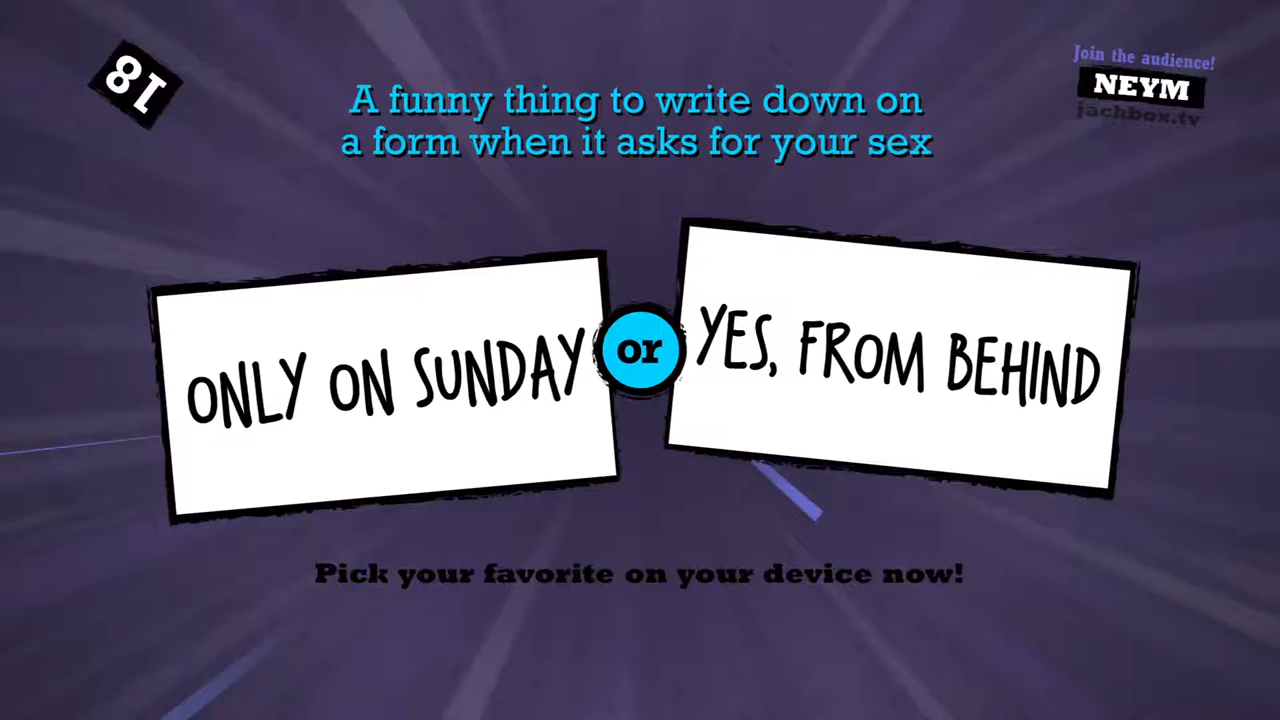 18
Join the audience!
NEYM
jackbox.tv
A funny thing to write down on
a form when it asks for your sex
ONLY ON SUNDAY
or
YES, FROM BEHIND
Pick your favorite on your device now!